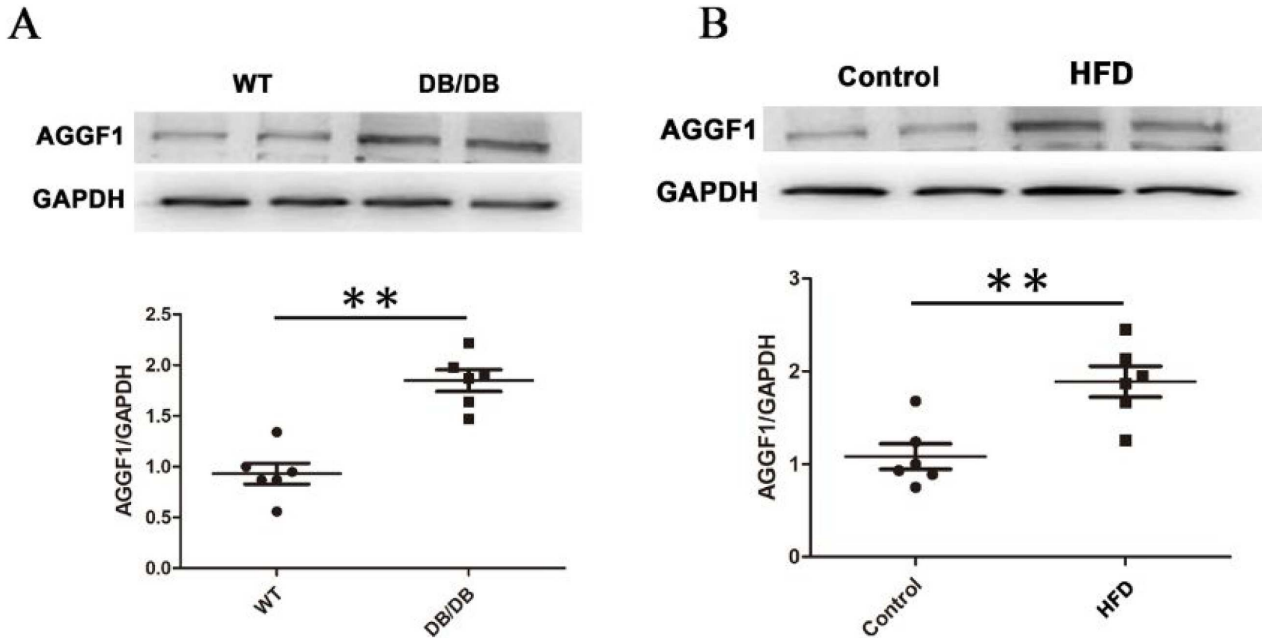 A
WT DB/DB
AGGF1
GAPDH
**
2.5
2.0
1.5
1.0
0.5
0.0
AGGF1/GAPDH
WT DB/DB
B
Control HFD
AGGF1
GAPDH
**
3
2
1
0
AGGF1/GAPDH
Control HFD